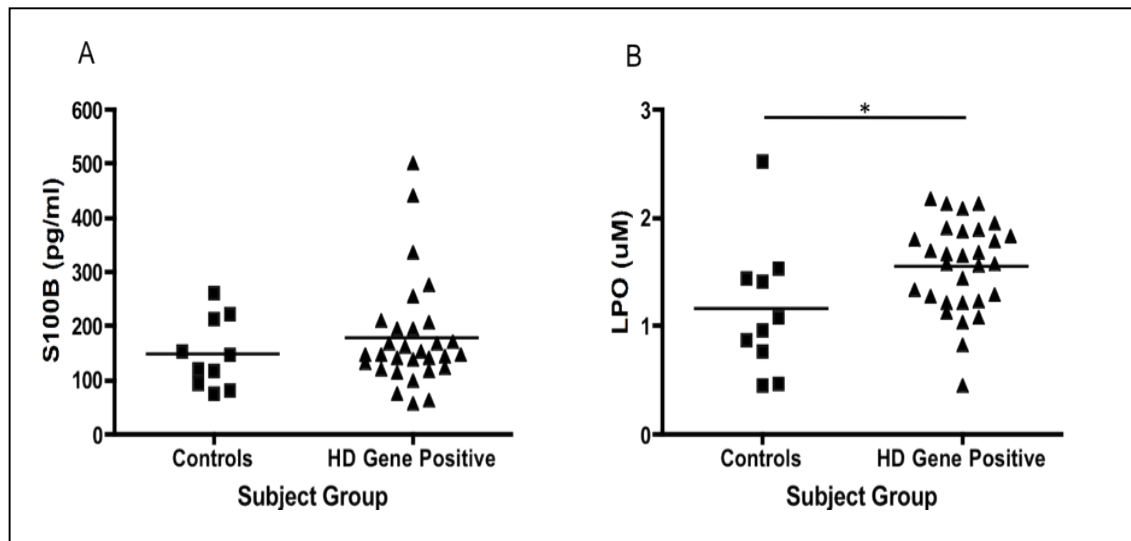 A
600
500
400
300
200
100
0
S100B (pg/ml)
Controls HD Gene Positive
Subject Group
B
*
3
2
1
0
LPO (uM)
Controls HD Gene Positive
Subject Group